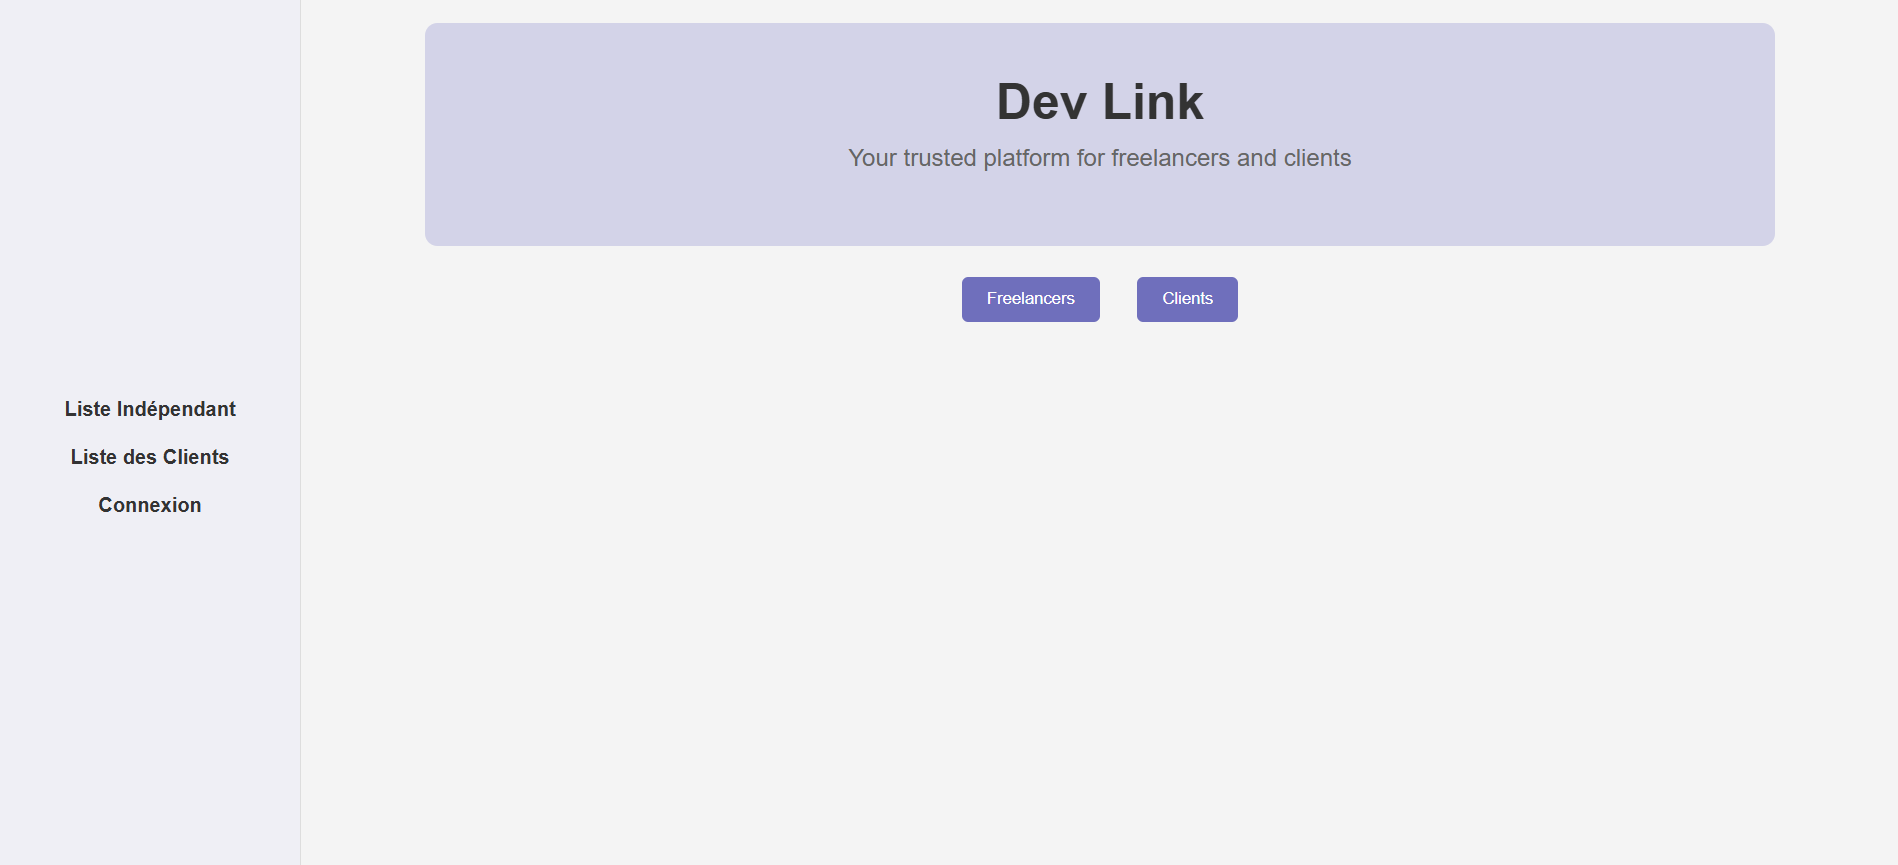 Dev Link
Your trusted platform for freelancers and clients
Freelancers Clients
Liste Indépendant
Liste des Clients
Connexion